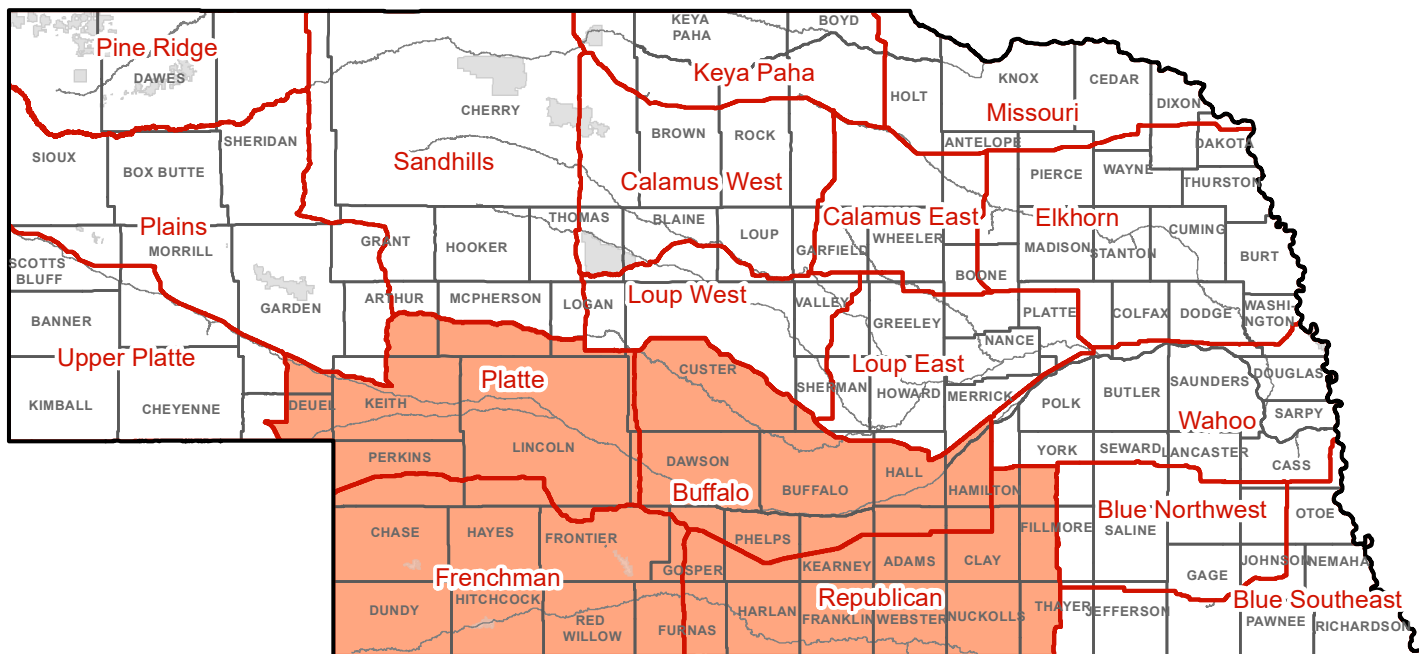 KEYA
PAHA
BOYD
Pine Ridge
DAWES
Keya Paha
KNOX
CEDAR
CHERRY
HOLT
DIXON
Missouri
BROWN
ROCK
SHERIDAN
ANTELOPE
DAKOTA
SIOUX
Sandhills
BOX BUTTE
PIERCE
WAYNE
Calamus West
THURSTON
Plains
THOMAS
BLAINE
Calamus East
Elkhorn
GRANT
HOOKER
LOUP
GARFIELD
WHEELER
CUMING
MORRILL
MADISON
STANTON
BURT
SCOTTS
BLUFF
BOONE
GARDEN
ARTHUR
MCPHERSON
LOGAN
Loup West
VALLEY
BANNER
GREELEY
PLATTE
COLFAX
DODGE
WASHI-
NGTON
NANCE
Upper Platte
Loup East
CUSTER
DOUGLAS
Platte
SHERMAN
HOWARD
MERRICK
SAUNDERS
BUTLER
KIMBALL
CHEYENNE
DEUEL
KEITH
POLK
SARPY
Wahoo
LINCOLN
YORK
SEWARD
LANCASTER
PERKINS
DAWSON
HALL
CASS
BUFFALO
Buffalo
HAMILTON
Blue Northwest
OTOE
CHASE
HAYES
FRONTIER
PHELPS
FILLMORE
SALINE
GOSPER
KEARNEY
ADAMS
CLAY
JOHNSON
NEMAHA
Frenchman
GAGE
HITCHCOCK
Republican
Blue Southeast
DUNDY
HARLAN
FRANKLIN
WEBSTER
NUCKOLLS
THAYER
JEFFERSON
RED
WILLOW
FURNAS
PAWNEE
RICHARDSON